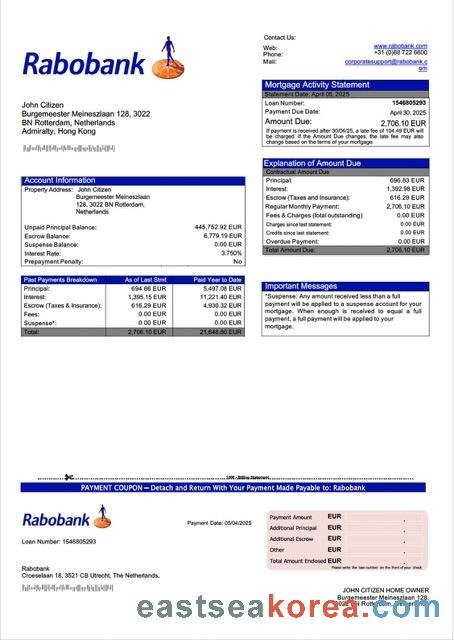 Contact Us:
Rabobank
Web: www.rabobank.com
Phone: +31 (0)88 722 6600
Mail: corporatesupport@rabobank.c
om
Mortgage Activity Statement
Statement Date: April 05, 2025
Loan Number: 1546805293
Payment Due Date: April 30, 2025
Amount Due: 2,706.10 EUR
If payment is received after 30/04/25, a late fee of 104.49 EUR will
be charged. If the Amount Due changes, the late fee may also
change based on the terms of your mortgage.
John Citizen
Burgemeester Meineszlaan 128, 3022
BN Rotterdam, Netherlands
Admiralty, Hong Kong
Explanation of Amount Due
Contractual Amount Due
Principal: 696.83 EUR
Interest: 1,392.98 EUR
Escrow (Taxes and Insurance): 616.29 EUR
Regular Monthly Payment: 2,706.10 EUR
Fees & Charges (total outstanding) 0.00 EUR
Charges since last statement: 0.00 EUR
Credits since last statement: 0.00 EUR
Overdue Payment: 0.00 EUR
Total Amount Due: 2,706.10 EUR
Account Information
Property Address: John Citizen
Burgemeester Meineszlaan
128, 3022 BN Rotterdam,
Netherlands
Unpaid Principal Balance: 445,752.92 EUR
Escrow Balance: 6,779.19 EUR
Suspense Balance: 0.00 EUR
Interest Rate: 3.750%
Prepayment Penalty: No
Past Payments Breakdown As of Last Stmt Paid Year to Date
Principal: 694.66 EUR 5,497.08 EUR
Interest: 1,395.15 EUR 11,221.40 EUR
Escrow (Taxes & Insurance): 616.29 EUR 4,930.32 EUR
Fees: 0.00 EUR 0.00 EUR
Suspense*: 0.00 EUR 0.00 EUR
Total: 2,706.10 EUR 21,648.80 EUR
Important Messages
*Suspense: Any amount received less than a full
payment will be applied to a suspense account for your
mortgage. When enough is received to equal a full
payment, a full payment will be applied to your
mortgage.
Billing Statement
PAYMENT COUPON – Detach and Return With Your Payment Made Payable to: Rabobank
Rabobank
Payment Date: 05/04/2025
Loan Number: 1546805293
Payment Amount EUR .
Additional Principal EUR .
Additional Escrow EUR .
Other EUR .
Total Amount Enclosed EUR .
Please write the loan number on the front of your check.
Rabobank
Croeselaan 18, 3521 CB Utrecht, The Netherlands,
JOHN CITIZEN HOME OWNER
Burgemeester Meineszlaan 128,
3022 BN Rotterdam, Netherlands
eastseakorea.com